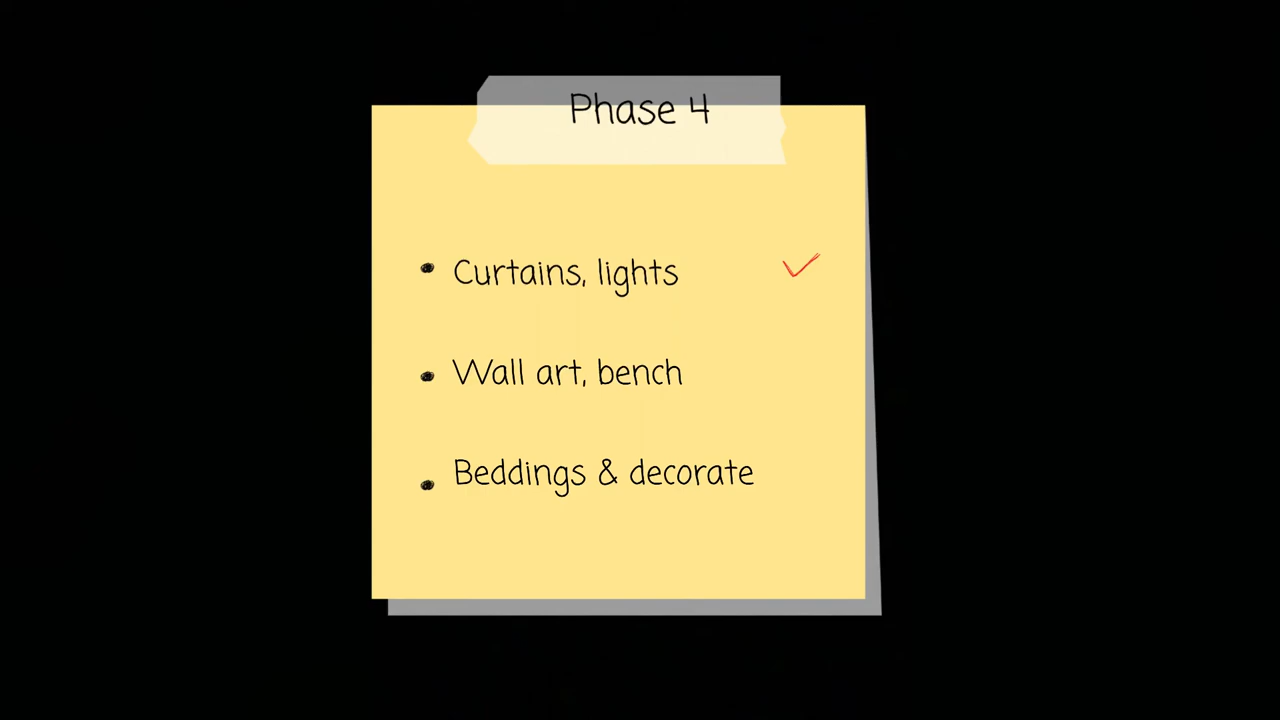 Phase 4
Curtains, lights
Wall art, bench
Beddings & decorate